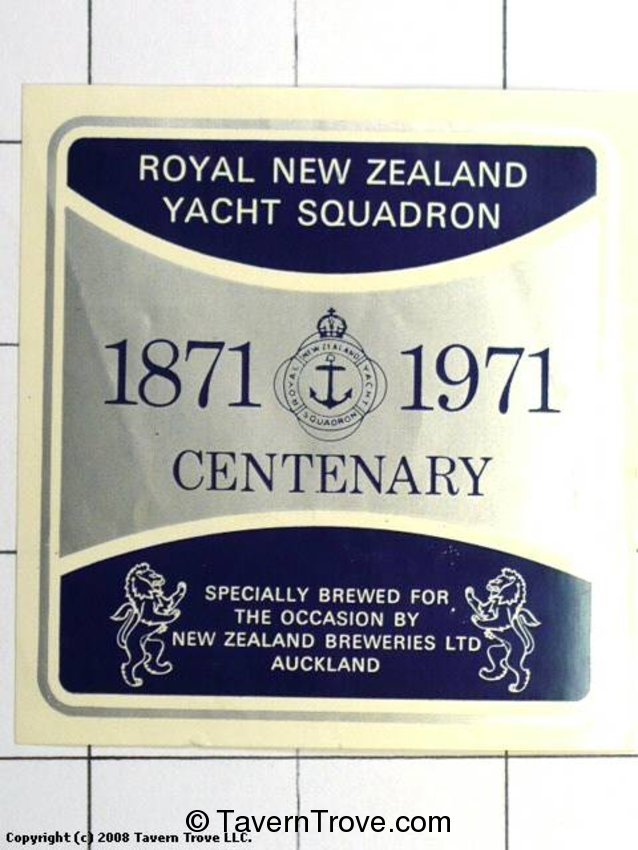 ROYAL NEW ZEALAND
YACHT SQUADRON
1871 1971
ROYAL NEW ZEALAND YACHT
SQUADRON
CENTENARY
SPECIALLY BREWED FOR
THE OCCASION BY
NEW ZEALAND BREWERIES LTD
AUCKLAND
© TavernTrove.com
Copyright (c) 2008 Tavern Trove LLC.